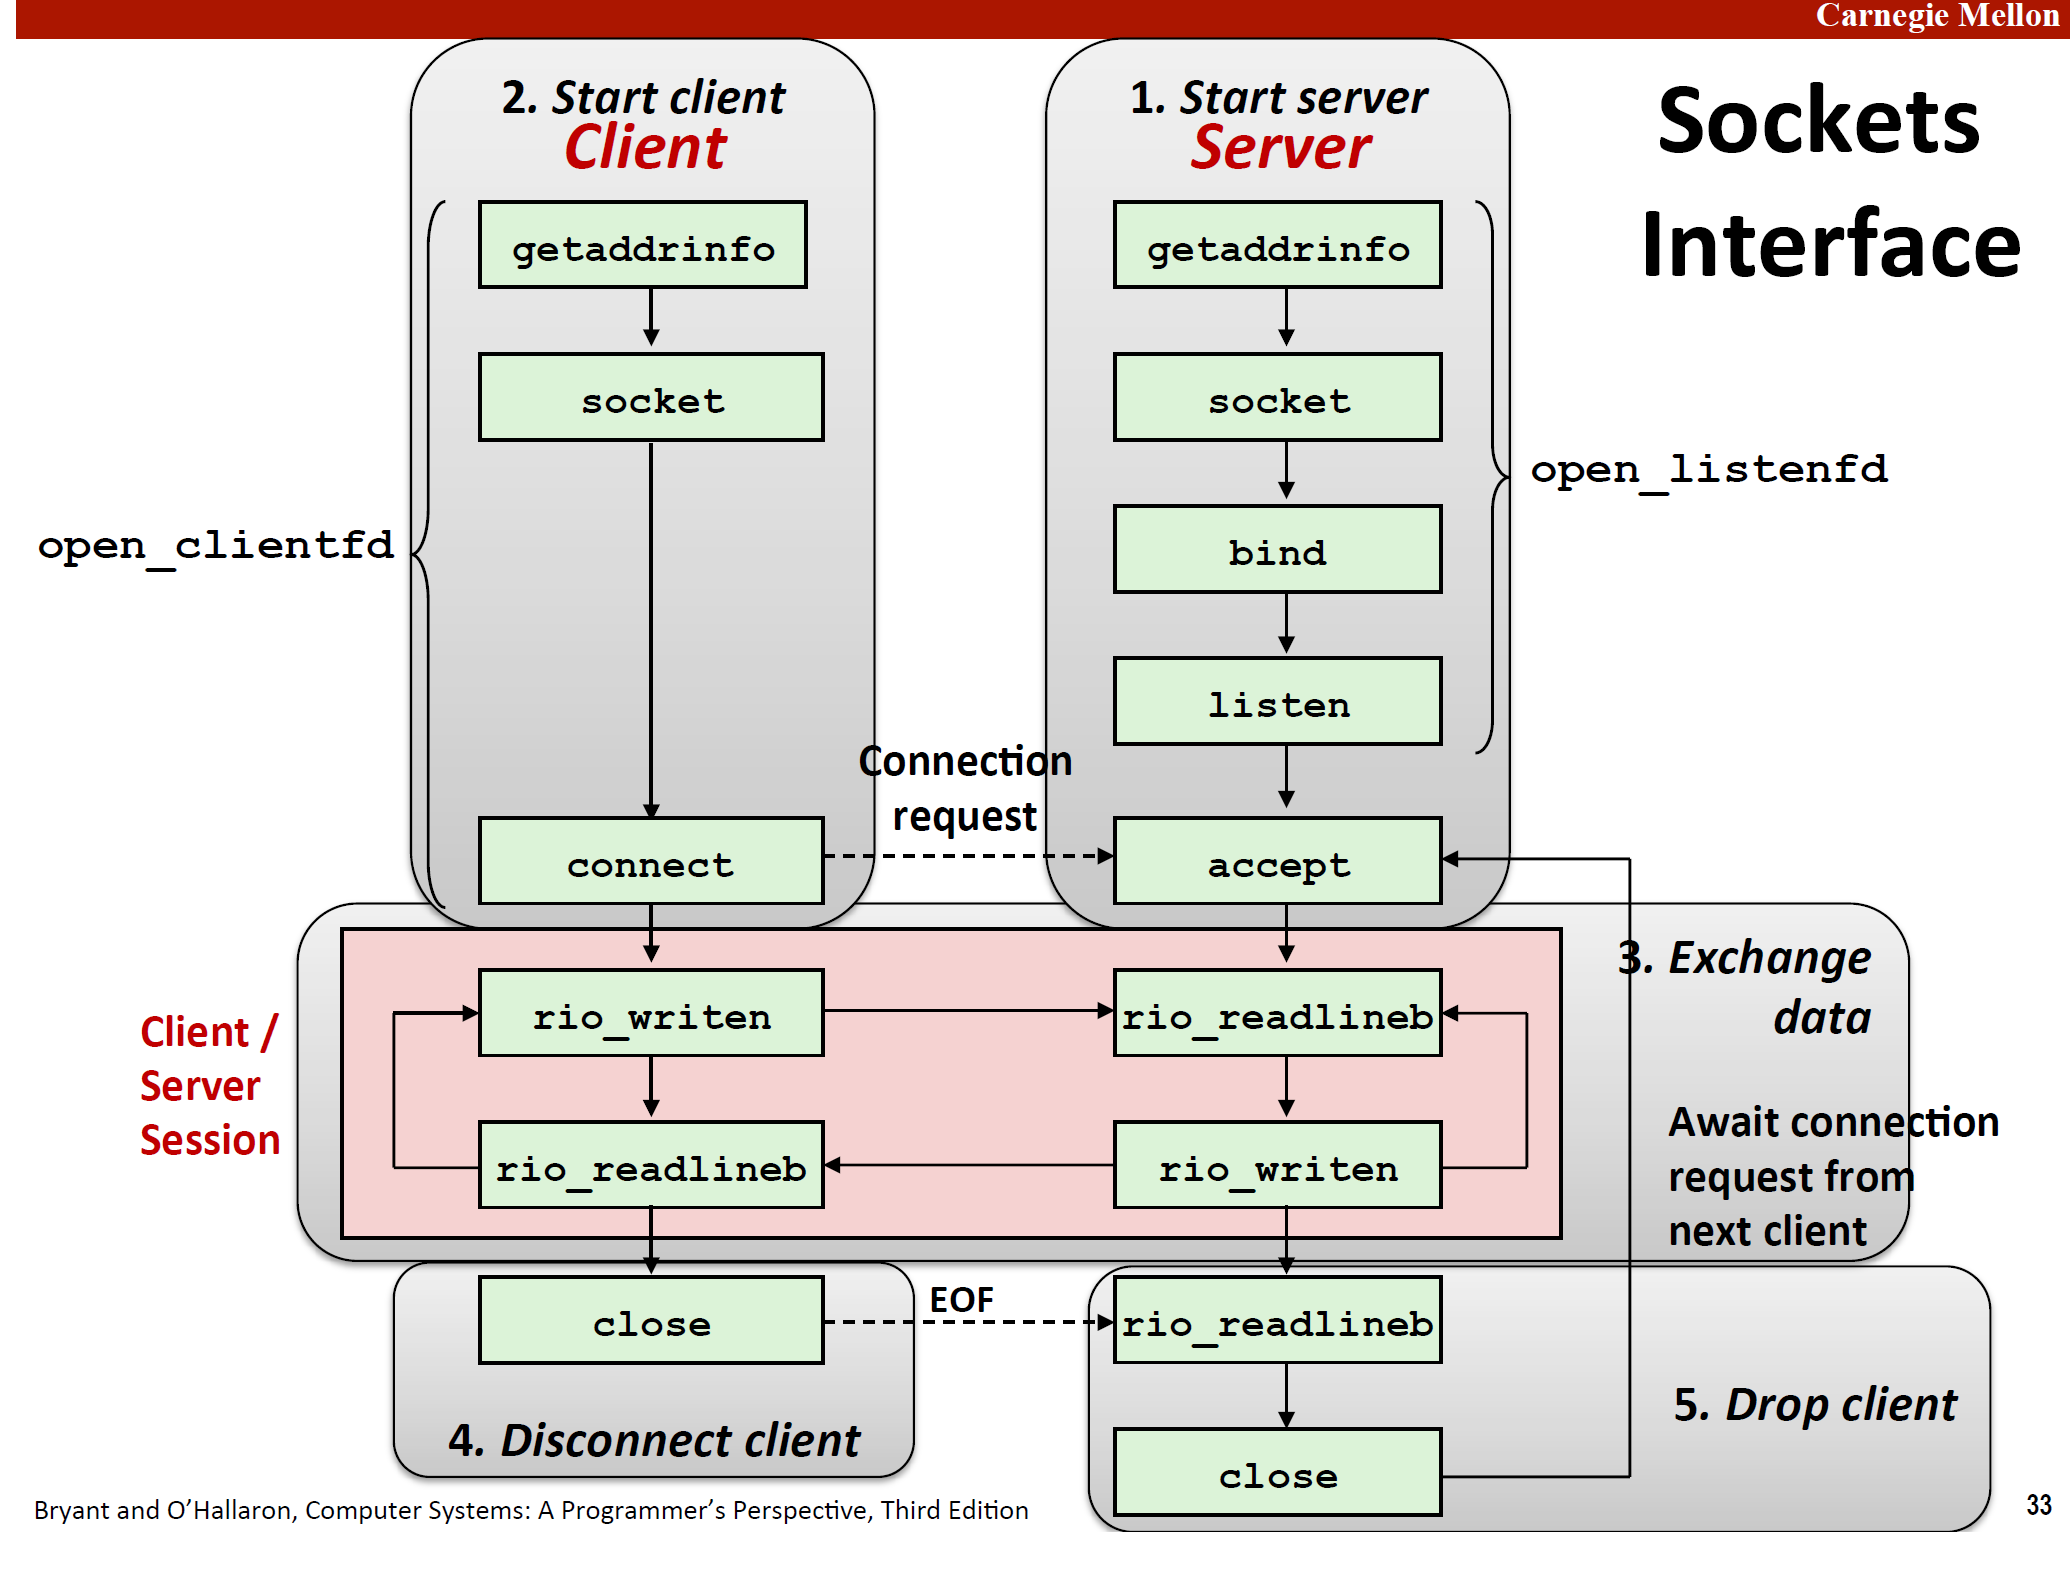 Carnegie Mellon
Sockets
Interface
2. Start client
Client
1. Start server
Server
getaddrinfo
getaddrinfo
socket
socket
open_clientfd
open_listenfd
bind
listen
Connection
request
connect
accept
3. Exchange
data
Client /
Server
Session
rio_writen
rio_readlineb
rio_readlineb
rio_writen
Await connection
request from
next client
close
EOF
rio_readlineb
4. Disconnect client
5. Drop client
close
Bryant and O’Hallaron, Computer Systems: A Programmer’s Perspective, Third Edition
33